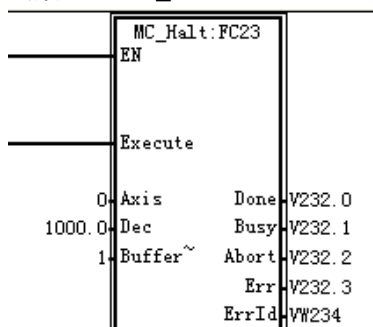 MC_Halt:FC23
EN
Execute
0 Axis Done V232.0
1000.0 Dec Busy V232.1
1 Buffer~ Abort V232.2
Err V232.3
ErrId VW234